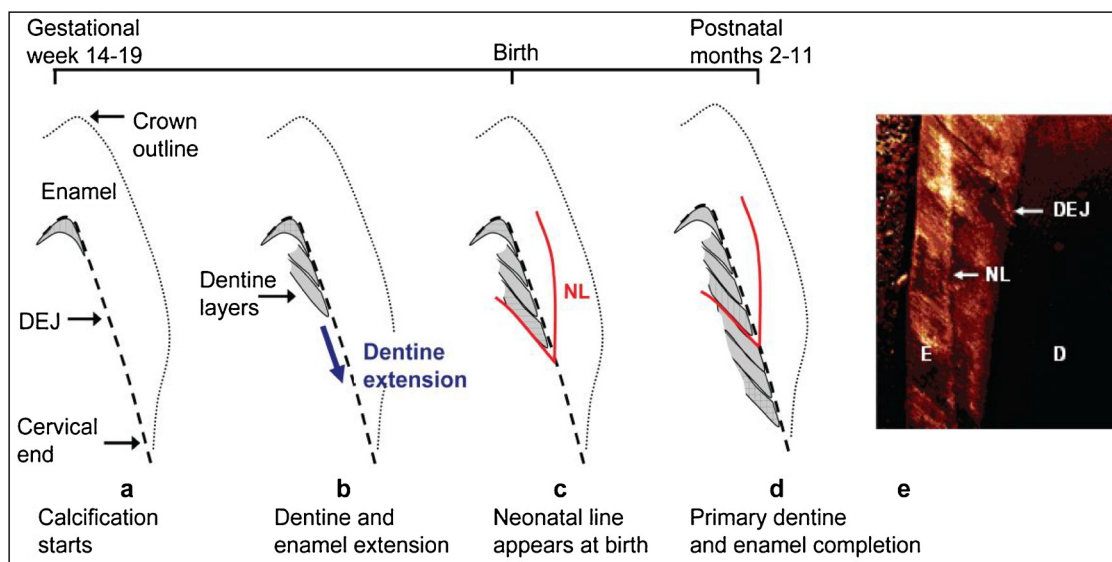 Gestational
week 14-19
Birth
Postnatal
months 2-11
Crown
outline
Enamel
DEJ
Cervical
end
Dentine
layers
Dentine
extension
NL
DEJ
NL
E
D
a
b
c
d
e
Calcification
starts
Dentine and
enamel extension
Neonatal line
appears at birth
Primary dentine
and enamel completion